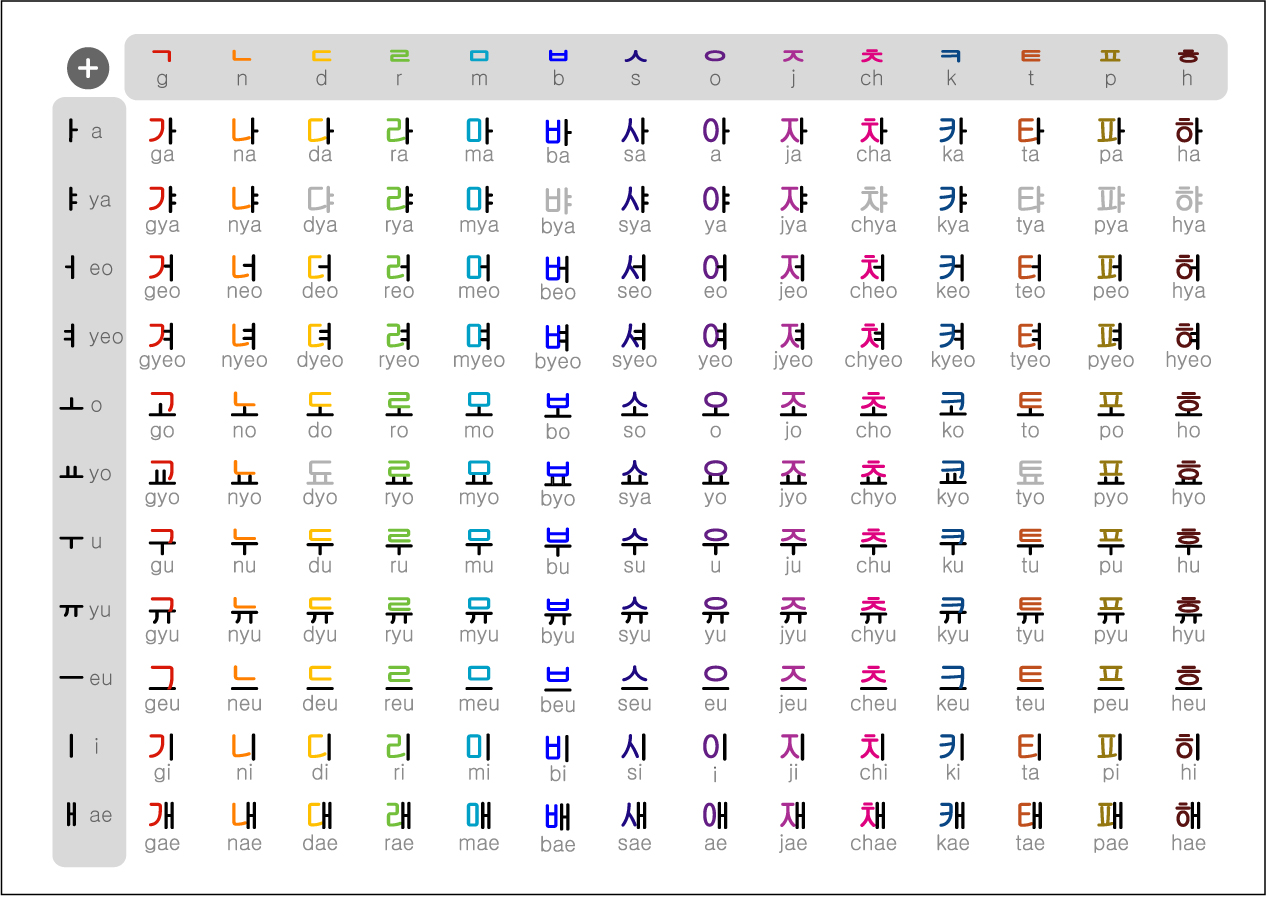 + ㄱ ㄴ ㄷ ㄹ ㅁ ㅂ ㅅ ㅇ ㅈ ㅊ ㅋ ㅌ ㅍ ㅎ
g n d r m b s o j ch k t p h
ㅏ a 가 나 다 라 마 바 사 아 자 차 카 타 파 하
ga na da ra ma ba sa a ja cha ka ta pa ha
ㅑ ya 갸 냐 댜 랴 먀 뱌 샤 야 쟈 챠 캬 탸 퍄 햐
gya nya dya rya mya bya sya ya jya chya kya tya pya hya
ㅓ eo 거 너 더 러 머 버 서 어 저 처 커 터 퍼 허
geo neo deo reo meo beo seo eo jeo cheo keo teo peo hya
ㅕ yeo 겨 녀 뎌 려 며 벼 셔 여 져 쳐 켜 텨 펴 혀
gyeo nyeo dyeo ryeo myeo byeo syeo yeo jyeo chyeo kyeo tyeo pyeo hyeo
ㅗ o 고 노 도 로 모 보 소 오 조 초 코 토 포 호
go no do ro mo bo so o jo cho ko to po ho
ㅛ yo 교 뇨 됴 료 묘 뵤 쇼 요 죠 쵸 쿄 툐 표 효
gyo nyo dyo ryo myo byo sya yo jyo chyo kyo tyo pyo hyo
ㅜ u 구 누 두 루 무 부 수 우 주 추 쿠 투 푸 후
gu nu du ru mu bu su u ju chu ku tu pu hu
ㅠ yu 규 뉴 듀 류 뮤 뷰 슈 유 쥬 츄 큐 튜 퓨 휴
gyu nyu dyu ryu myu byu syu yu jyu chyu kyu tyu pyu hyu
ㅡ eu 그 느 드 르 므 브 스 으 즈 츠 크 트 프 흐
geu neu deu reu meu beu seu eu jeu cheu keu teu peu heu
ㅣ i 기 니 디 리 미 비 시 이 지 치 키 티 피 히
gi ni di ri mi bi si i ji chi ki ta pi hi
ㅐ ae 개 내 대 래 매 배 새 애 재 채 캐 태 패 해
gae nae dae rae mae bae sae ae jae chae kae tae pae hae